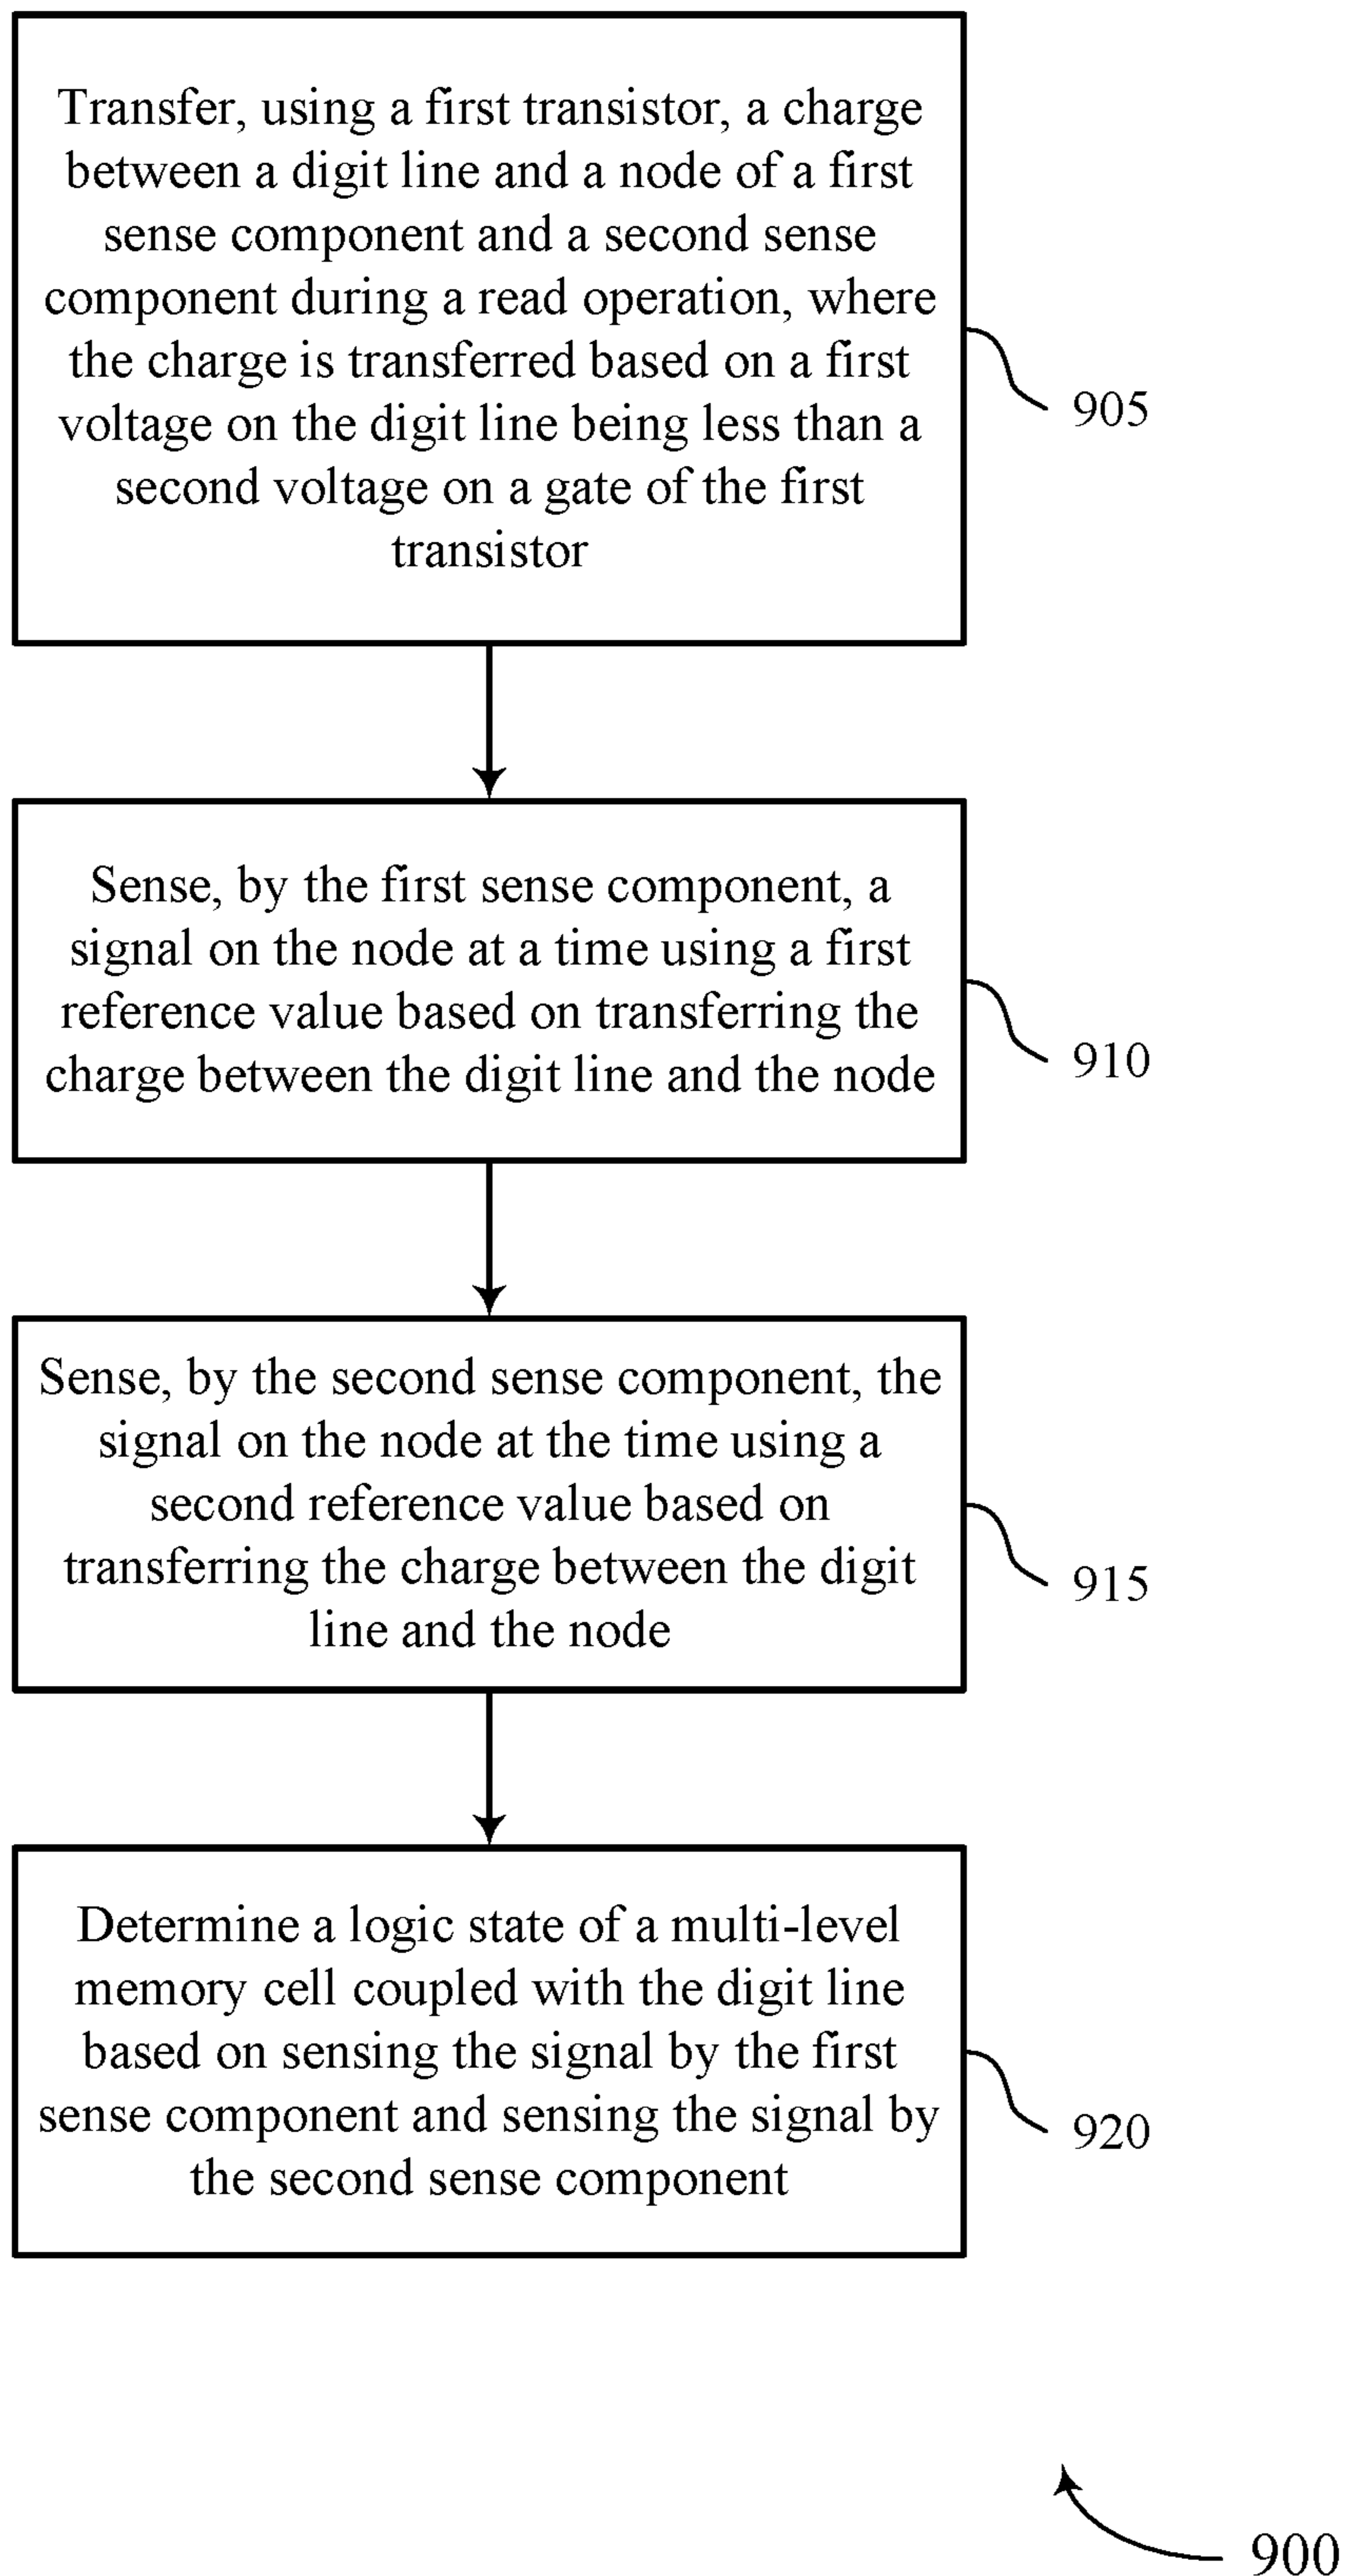 Transfer, using a first transistor, a charge
between a digit line and a node of a first
sense component and a second sense
component during a read operation, where
the charge is transferred based on a first
voltage on the digit line being less than a
second voltage on a gate of the first
transistor
905
Sense, by the first sense component, a
signal on the node at a time using a first
reference value based on transferring the
charge between the digit line and the node
910
Sense, by the second sense component, the
signal on the node at the time using a
second reference value based on
transferring the charge between the digit
line and the node
915
Determine a logic state of a multi-level
memory cell coupled with the digit line
based on sensing the signal by the first
sense component and sensing the signal by
the second sense component
920
900